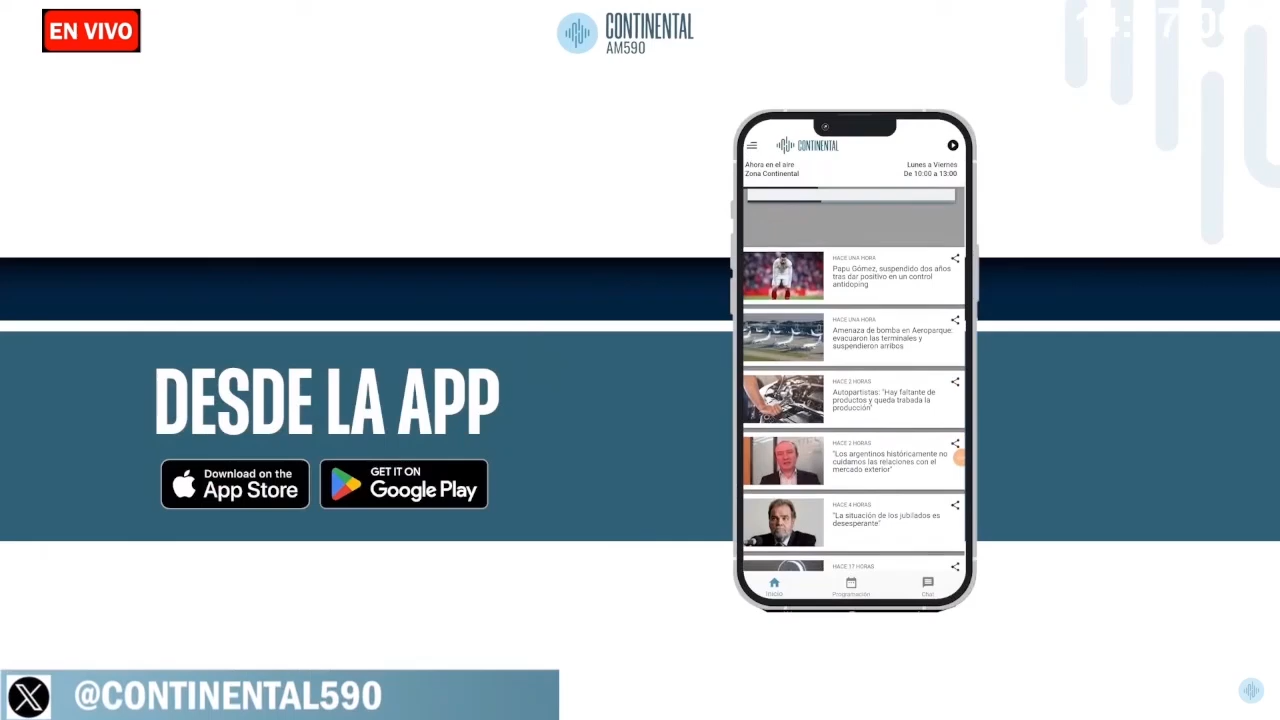 EN VIVO
CONTINENTAL
AM590
CONTINENTAL
Ahora en el aire
Zona Continental
Lunes a Viernes
De 10:00 a 13:00
HACE UNA HORA
Papu Gómez, suspendido dos años
tras dar positivo en un control
antidoping
HACE UNA HORA
Amenaza de bomba en Aeroparque:
evacuaron las terminales y
suspendieron arribos
HACE 2 HORAS
Autopartistas: "Hay faltante de
productos y queda trabada la
producción"
HACE 2 HORAS
"Los argentinos históricamente no
cuidamos las relaciones con el
mercado exterior"
HACE 4 HORAS
"La situación de los jubilados es
desesperante"
HACE 17 HORAS
Inicio
Programación
Chat
DESDE LA APP
Download on the
App Store
GET IT ON
Google Play
@CONTINENTAL590